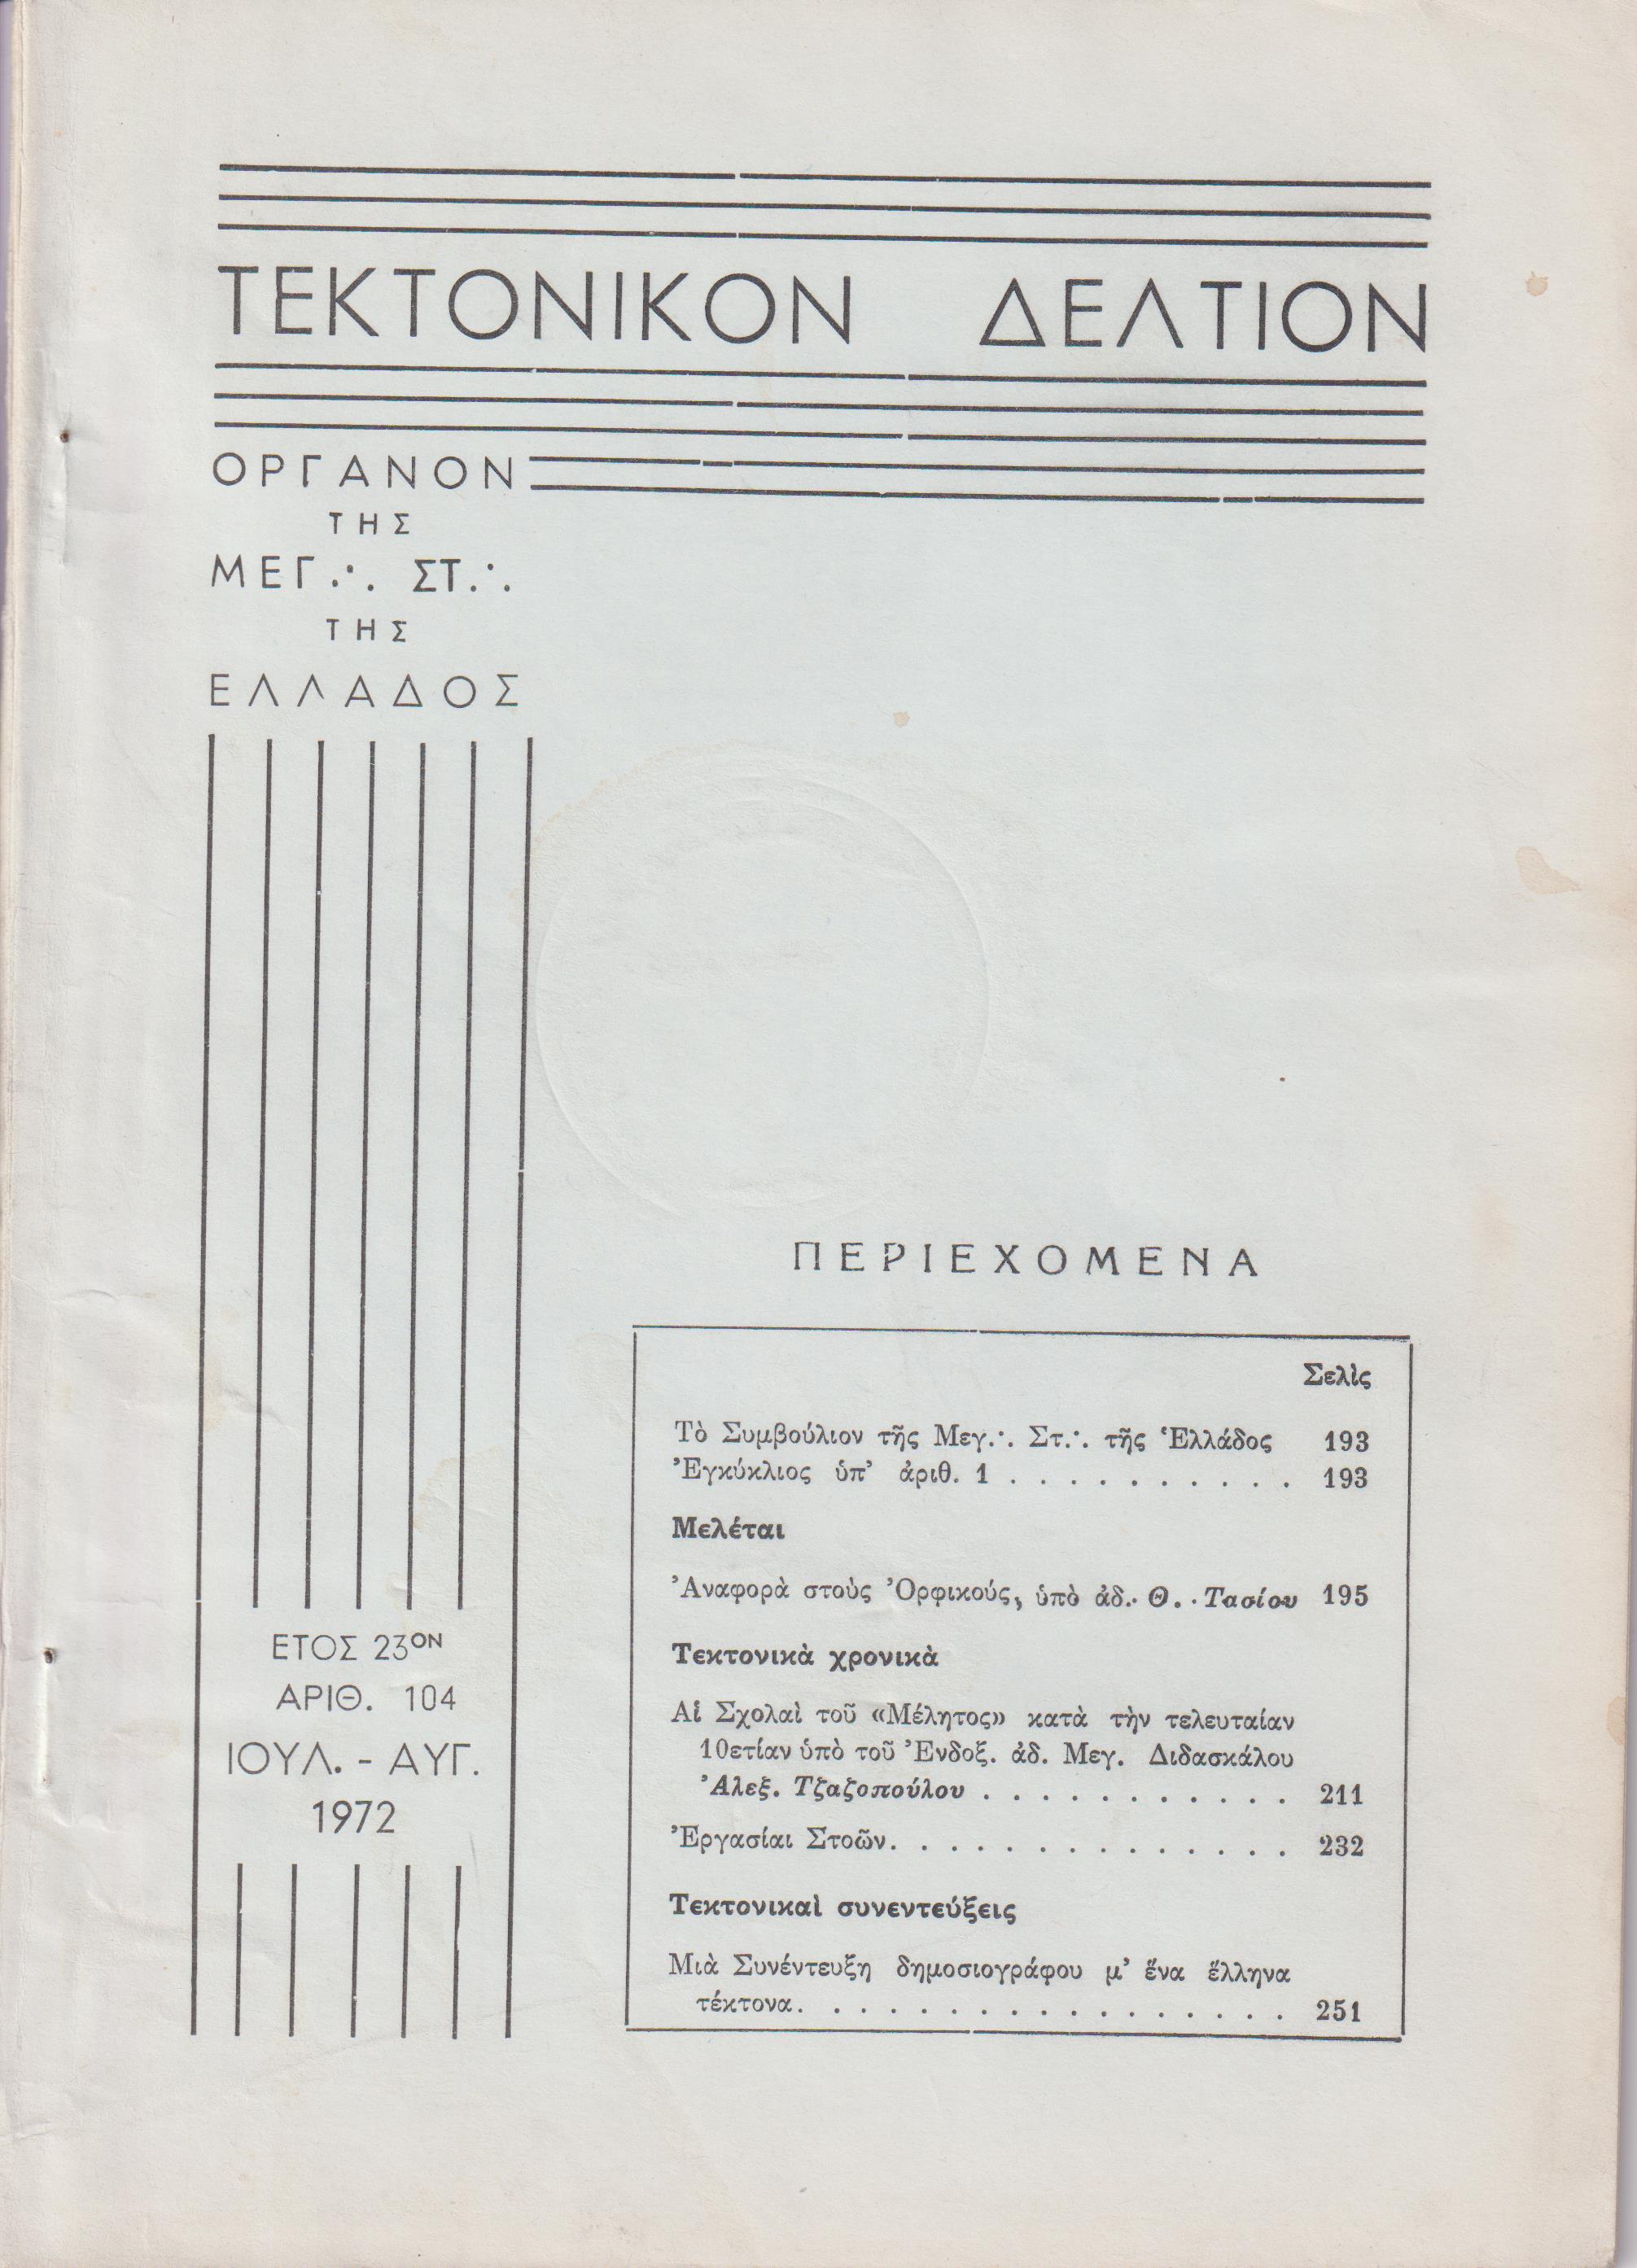 ΤΕΚΤΟΝΙΚΟΝ ΔΕΛΤΙΟΝ
ΟΡΓΑΝΟΝ
ΤΗΣ
ΜΕΓ.·. ΣΤ.·.
ΤΗΣ
ΕΛΛΑΔΟΣ
ΕΤΟΣ 23ΟΝ
ΑΡΙΘ. 104
ΙΟΥΛ. - ΑΥΓ.
1972
ΠΕΡΙΕΧΟΜΕΝΑ
Σελὶς
Τὸ Συμβούλιον τῆς Μεγ.·. Στ.·. τῆς Ἑλλάδος 193
Ἐγκύκλιος ὑπ’ ἀριθ. 1 . . . . . . . . . . 193
Μελέται
Ἀναφορὰ στοὺς Ὀρφικούς, ὑπὸ ἀδ.· Θ. · Τασίου 195
Τεκτονικὰ χρονικὰ
Αἱ Σχολαὶ τοῦ «Μέλητος» κατὰ τὴν τελευταίαν
10ετίαν ὑπὸ τοῦ Ἐνδοξ. ἀδ. Μεγ. Διδασκάλου
Ἀλεξ. Τζαζοπούλου . . . . . . . . . . . 211
Ἐργασίαι Στοῶν. . . . . . . . . . . . . . 232
Τεκτονικαὶ συνεντεύξεις
Μιὰ Συνέντευξη δημοσιογράφου μ’ ἕνα ἕλληνα
τέκτονα. . . . . . . . . . . . . . . . . 251